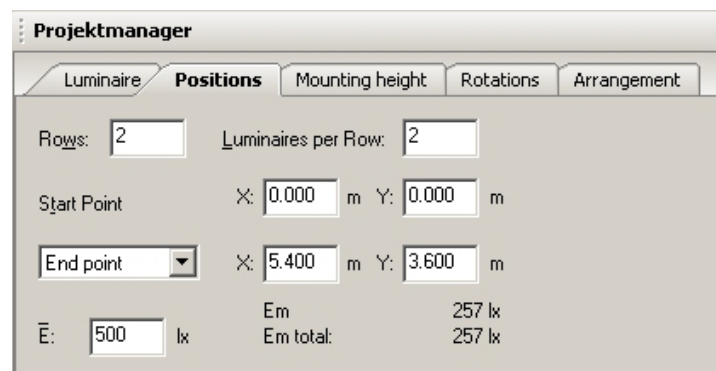 Projektmanager
Luminaire Positions Mounting height Rotations Arrangement
Rows: 2 Luminaires per Row: 2
Start Point X: 0.000 m Y: 0.000 m
End point X: 5.400 m Y: 3.600 m
Em 257 lx
E̅: 500 lx Em total: 257 lx